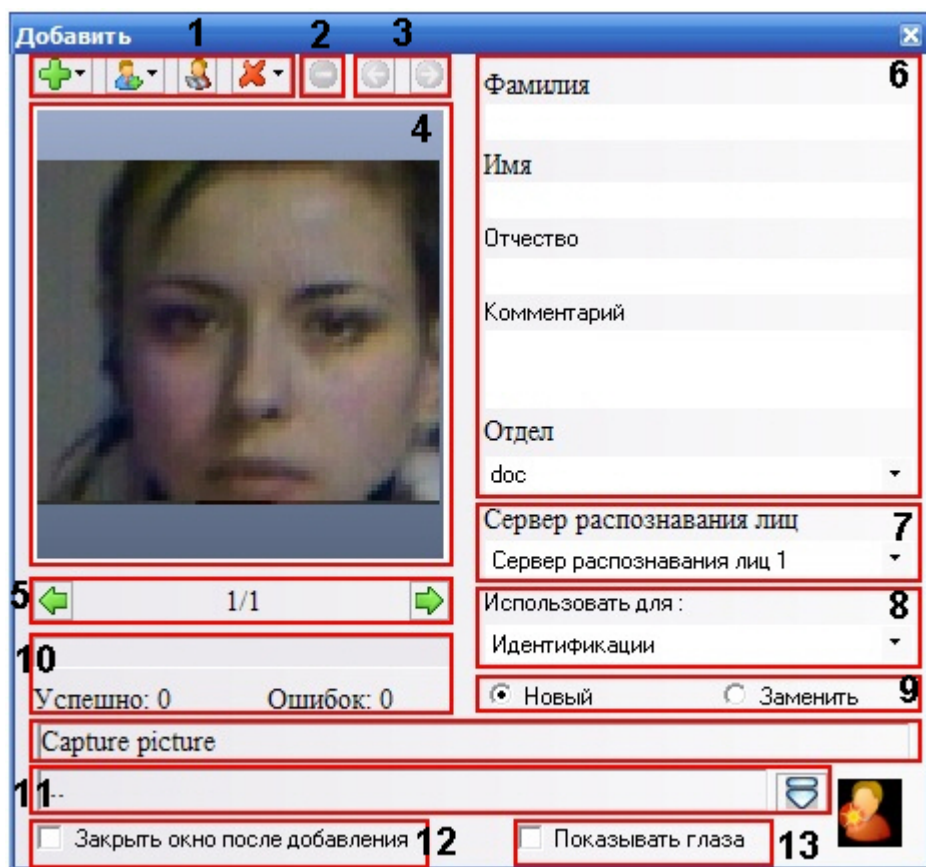 Добавить
1
2
3
4
5
1/1
10
Успешно: 0 Ошибок: 0
6
Фамилия
Имя
Отчество
Комментарий
Отдел
doc
Сервер распознавания лиц
7
Сервер распознавания лиц 1
Использовать для :
8
Идентификации
Новый
Заменить
9
Capture picture
11
--
Закрыть окно после добавления
12
Показывать глаза
13